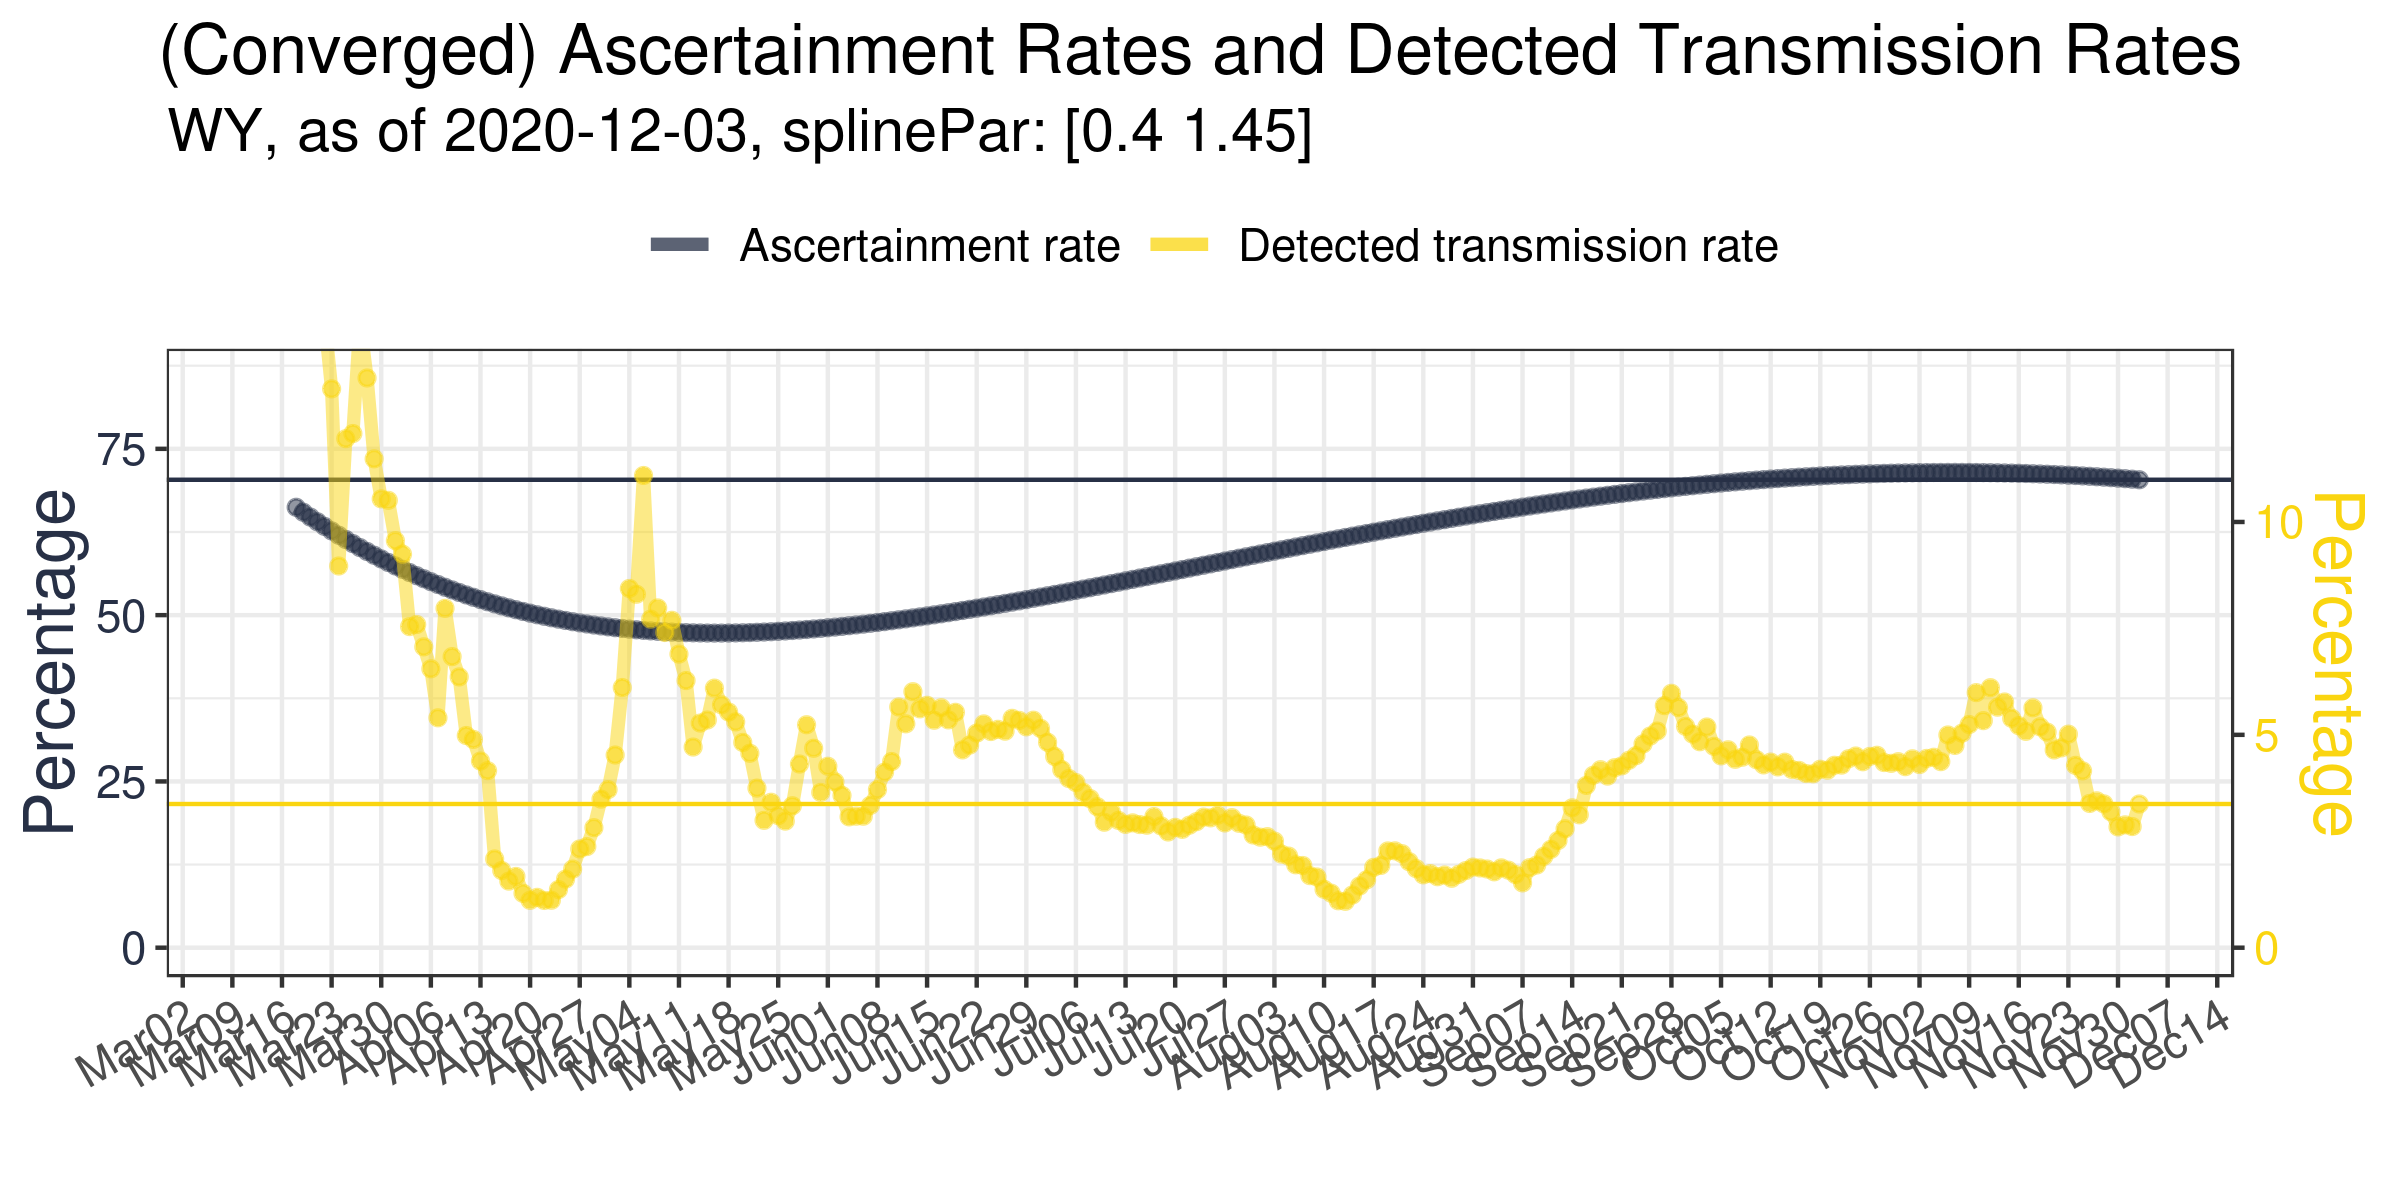 (Converged) Ascertainment Rates and Detected Transmission Rates
WY, as of 2020-12-03, splinePar: [0.4 1.45]
Ascertainment rate
Detected transmission rate
Percentage
75
50
25
0
10
5
0
Percentage
Mar02
Mar09
Mar16
Mar23
Mar30
Apr06
Apr13
Apr20
Apr27
May04
May11
May18
May25
Jun01
Jun08
Jun15
Jun22
Jun29
Jul06
Jul13
Jul20
Jul27
Aug03
Aug10
Aug17
Aug24
Aug31
Sep07
Sep14
Sep21
Sep28
Oct05
Oct12
Oct19
Oct26
Nov02
Nov09
Nov16
Nov23
Nov30
Dec07
Dec14